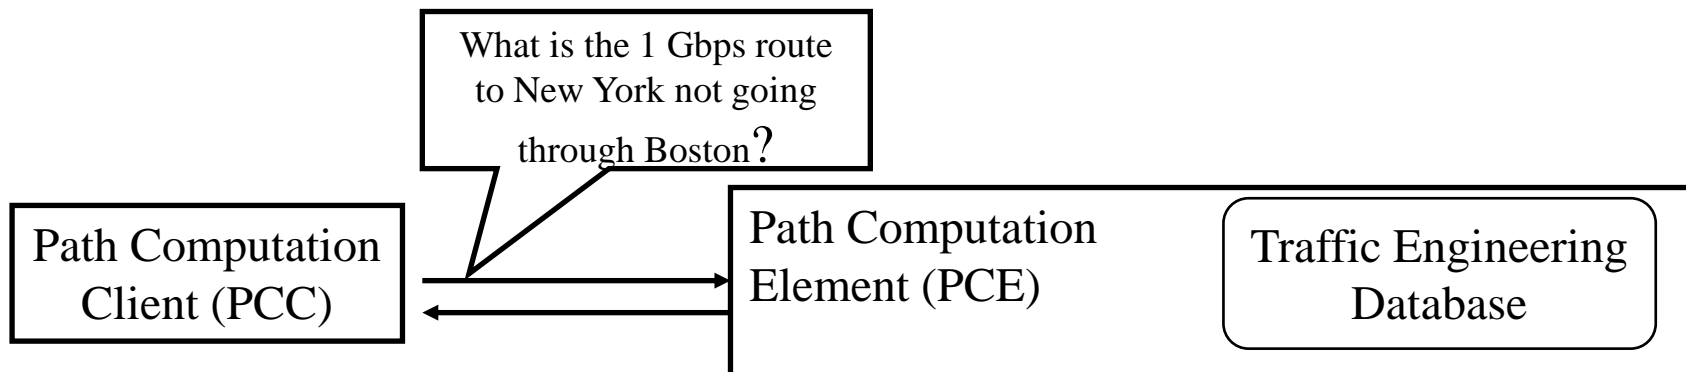 What is the 1 Gbps route
to New York not going
through Boston?
Path Computation
Client (PCC)
Path Computation
Element (PCE)
Traffic Engineering
Database